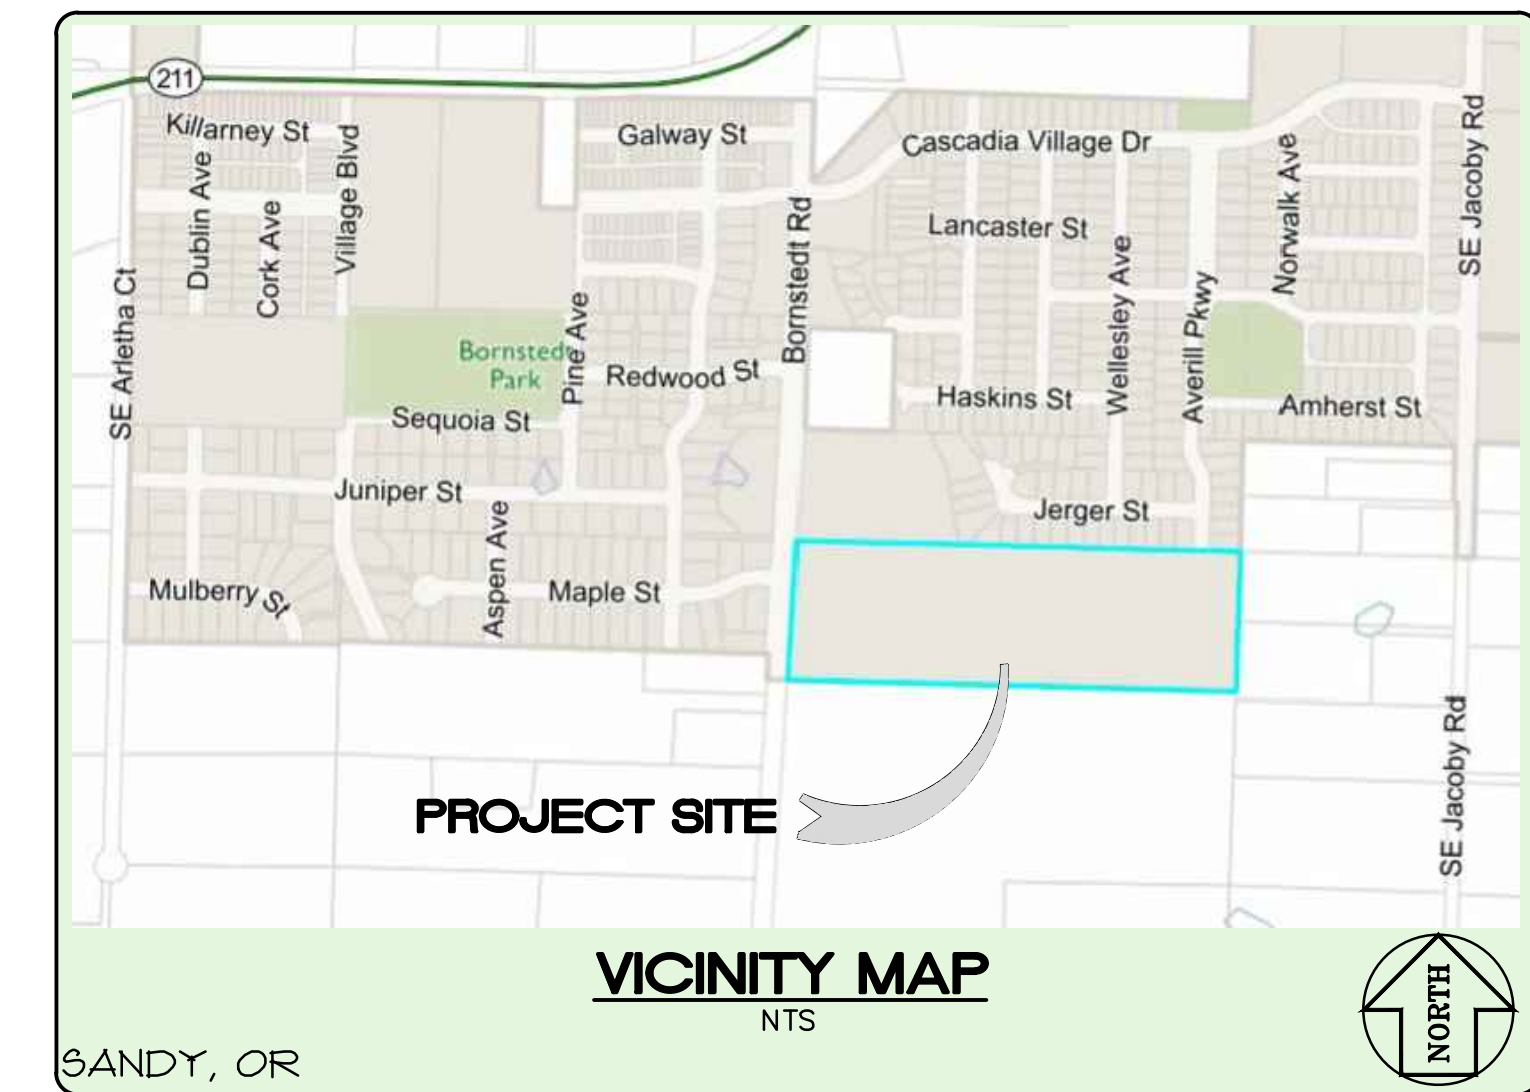 211
Killarney St
Dublin Ave
Cork Ave
Village Blvd
SE Arletha Ct
Galway St
Cascadia Village Dr
Bornstedt Rd
Lancaster St
Wellesley Ave
Averill Pkwy
Norwalk Ave
SE Jacoby Rd
Bornsted
Park
Pine Ave
Redwood St
Sequoia St
Haskins St
Amherst St
Juniper St
Aspen Ave
Jerger St
Mulberry St
Maple St
SE Jacoby Rd
PROJECT SITE
VICINITY MAP
NTS
NORTH
SANDY, OR